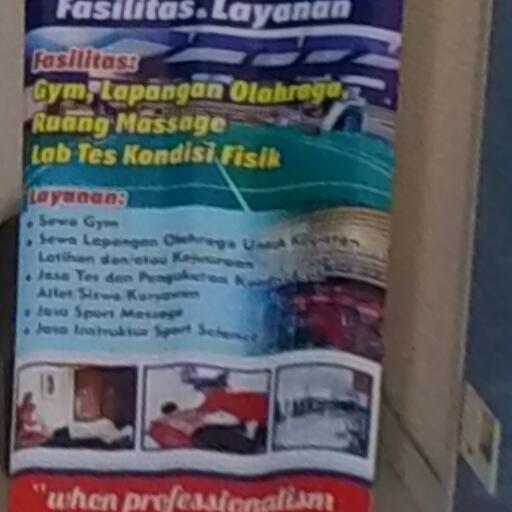 Fasilitas & Layanan
Fasilitas:
Gym, Lapangan Olahraga,
Ruang Massage
Lab Tes Kondisi Fisik
Layanan:
• Sewa Gym
• Sewa Lapangan Olahraga Untuk Kegiatan
Latihan dan/atau Kejuaraan
• Jasa Tes dan Pengukuran
Atlet/Siswa/Karyawan
• Jasa Sport Massage
• Jasa Instruktur Sport Science
"when professionalism